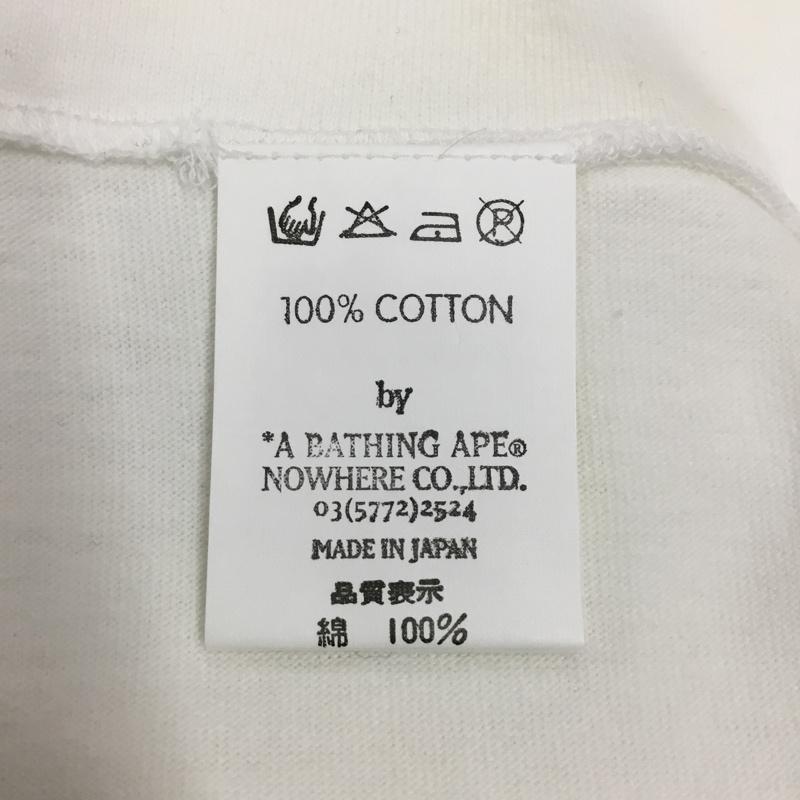 P
100% COTTON
by
*A BATHING APE®
NOWHERE CO.,LTD.
03(5772)2524
MADE IN JAPAN
品質表示
綿 100%